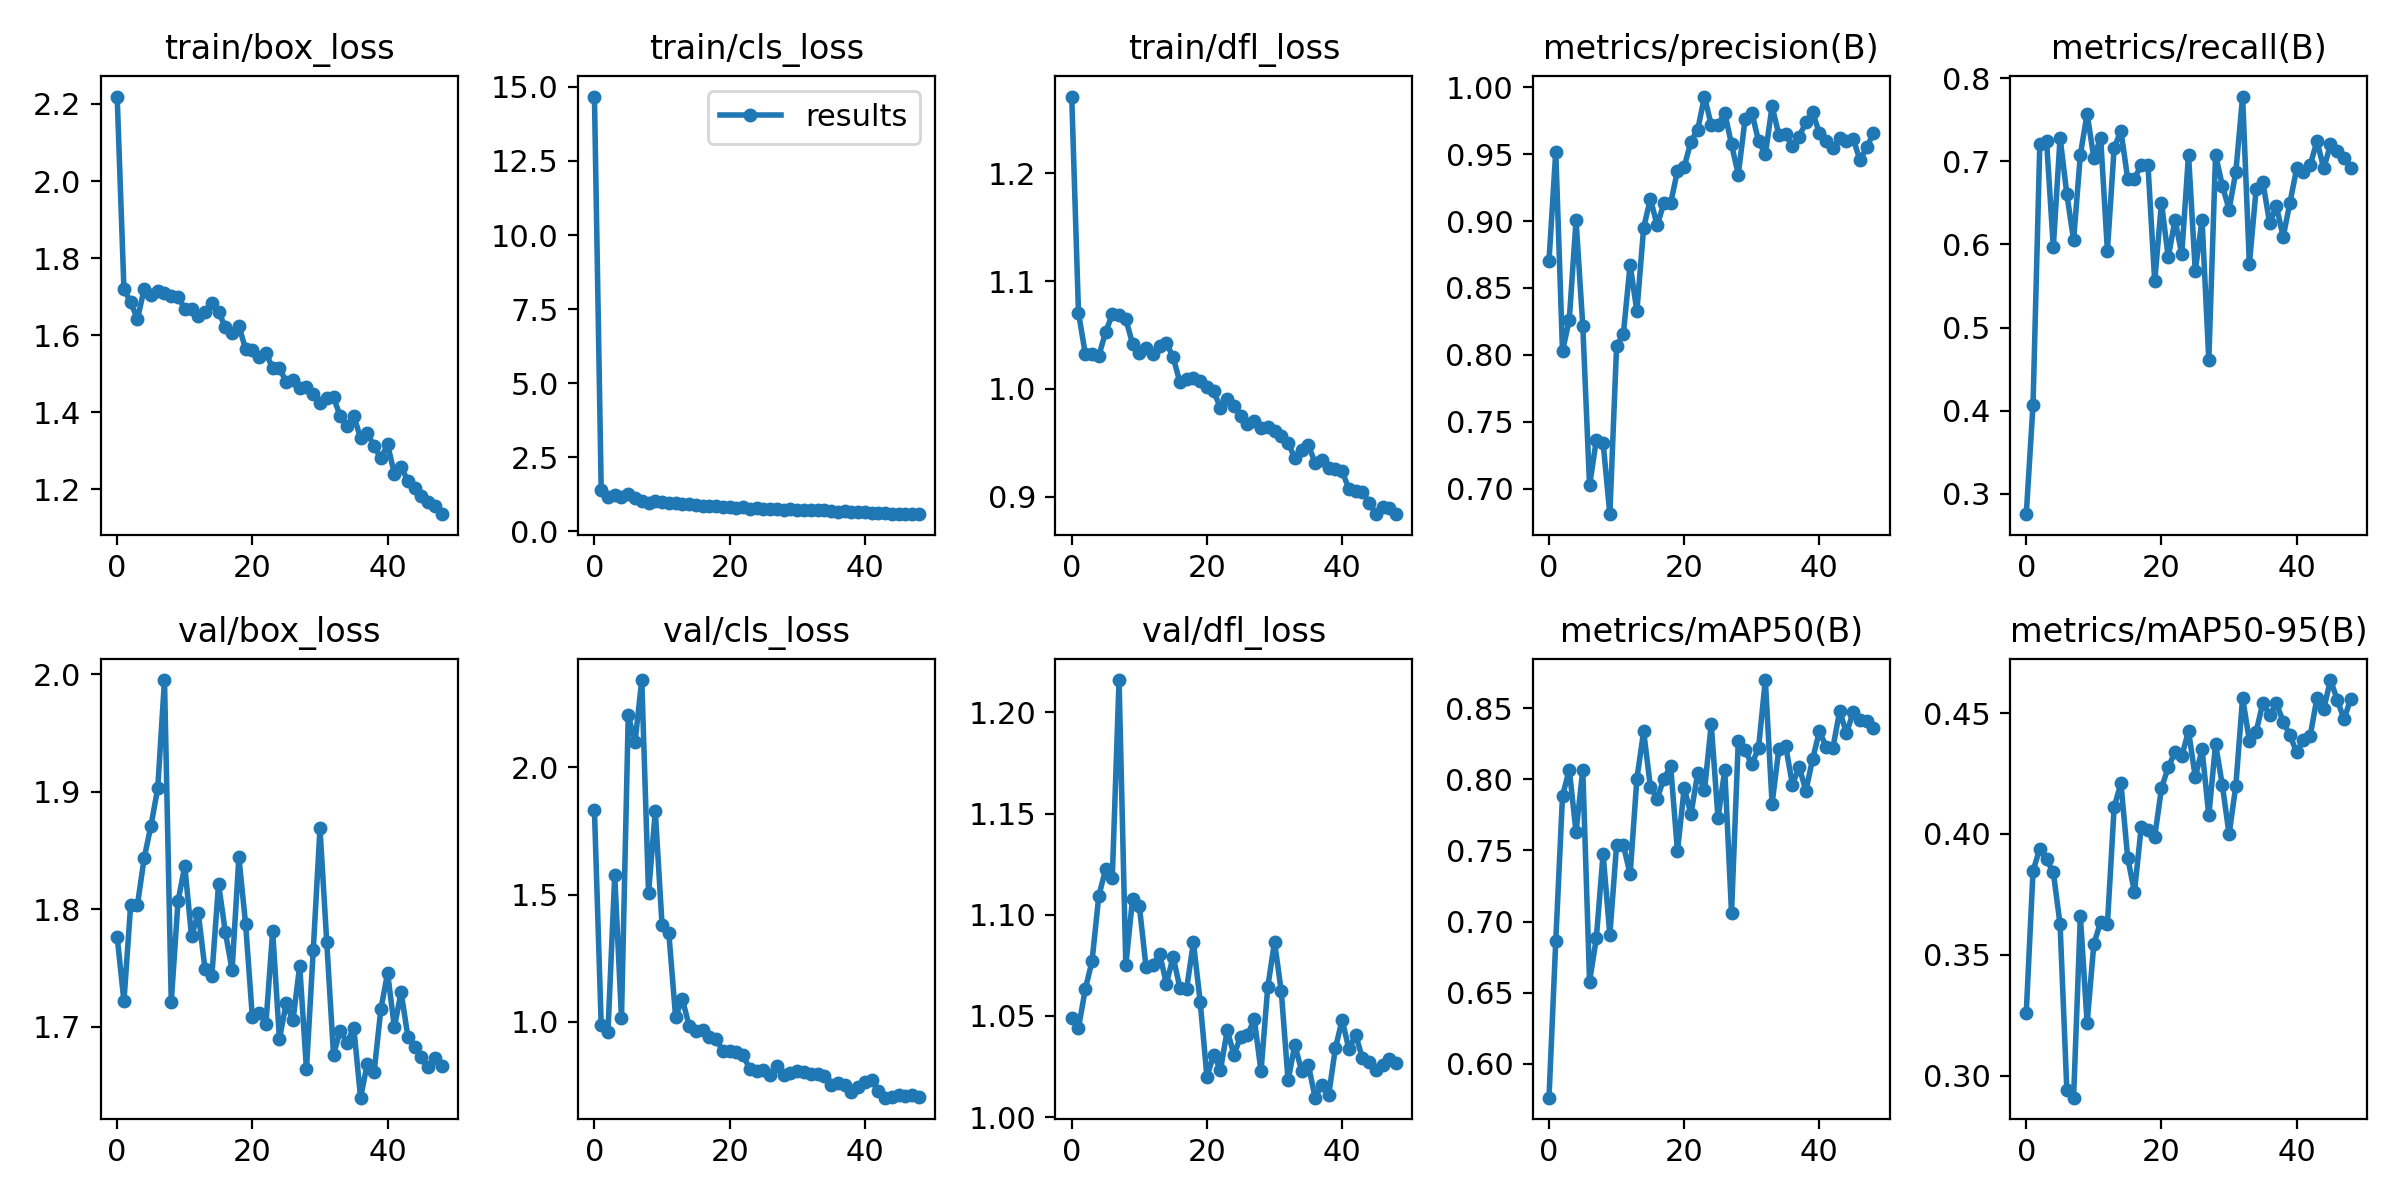 train/box_loss
2.2
2.0
1.8
1.6
1.4
1.2
0 20 40
train/cls_loss
results
15.0
12.5
10.0
7.5
5.0
2.5
0.0
0 20 40
train/dfl_loss
1.2
1.1
1.0
0.9
0 20 40
metrics/precision(B)
1.00
0.95
0.90
0.85
0.80
0.75
0.70
0 20 40
metrics/recall(B)
0.8
0.7
0.6
0.5
0.4
0.3
0 20 40
val/box_loss
2.0
1.9
1.8
1.7
0 20 40
val/cls_loss
2.0
1.5
1.0
0 20 40
val/dfl_loss
1.20
1.15
1.10
1.05
1.00
0 20 40
metrics/mAP50(B)
0.85
0.80
0.75
0.70
0.65
0.60
0 20 40
metrics/mAP50-95(B)
0.45
0.40
0.35
0.30
0 20 40